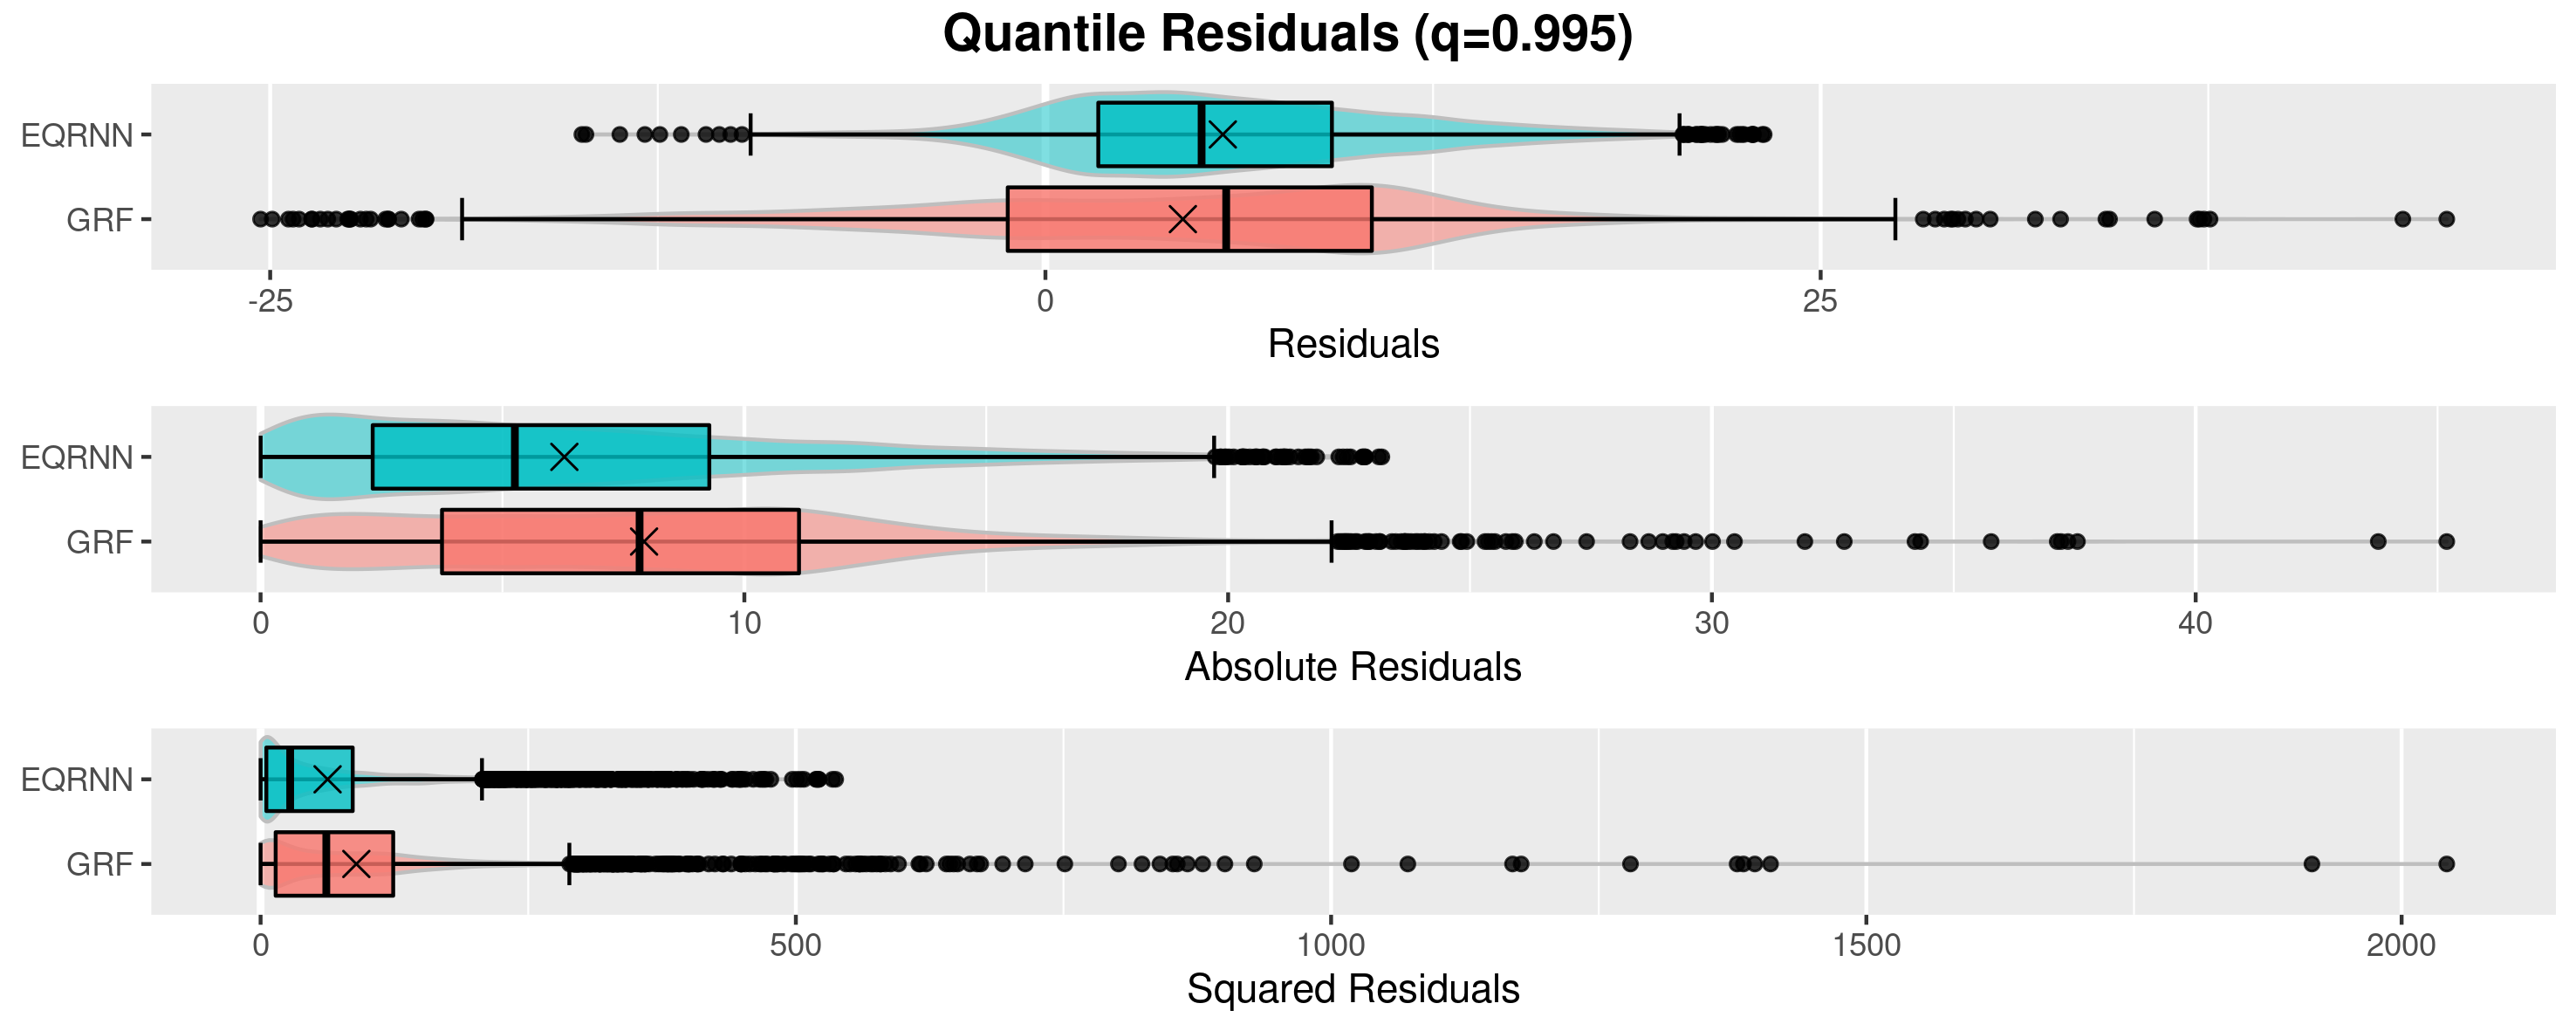 Quantile Residuals (q=0.995)
EQRNN
GRF
-25 0 25
Residuals
EQRNN
GRF
0 10 20 30 40
Absolute Residuals
EQRNN
GRF
0 500 1000 1500 2000
Squared Residuals